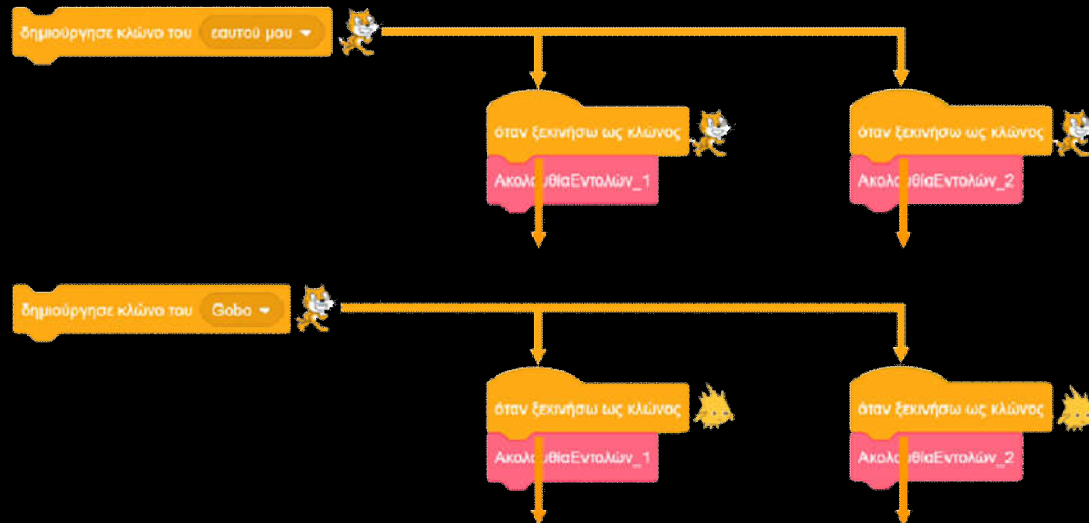 δημιούργησε κλώνο του εαυτού μου
όταν ξεκινήσω ως κλώνος
όταν ξεκινήσω ως κλώνος
ΑκολουθίαΕντολών_1
ΑκολουθίαΕντολών_2
δημιούργησε κλώνο του Gobo
όταν ξεκινήσω ως κλώνος
όταν ξεκινήσω ως κλώνος
ΑκολουθίαΕντολών_1
ΑκολουθίαΕντολών_2